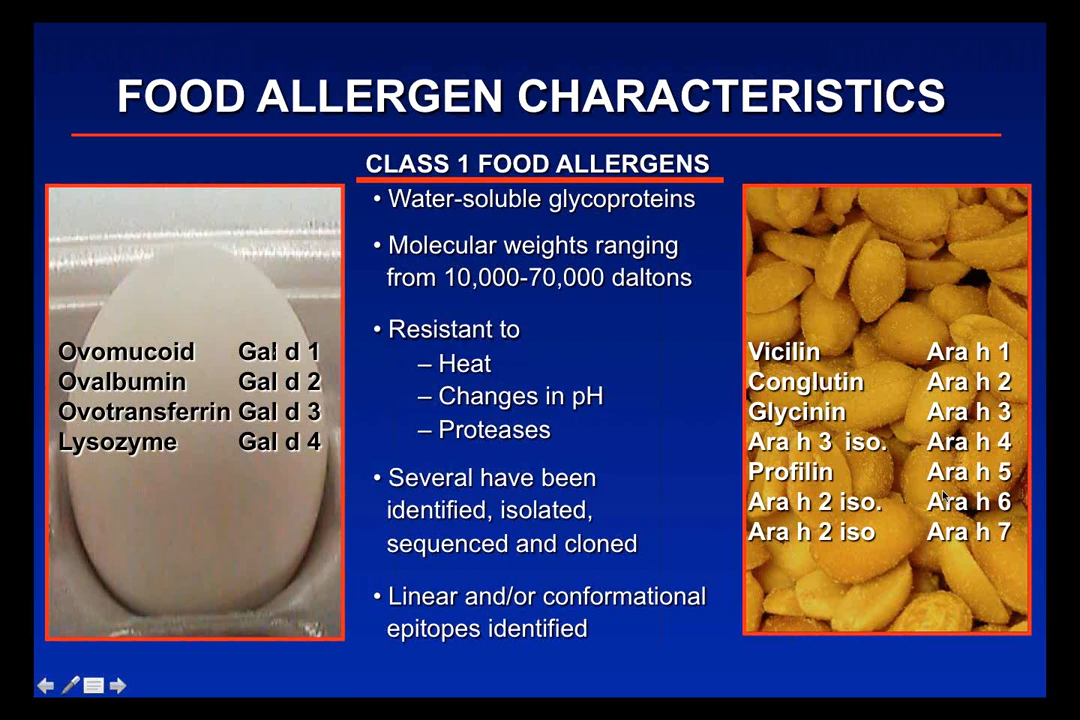 FOOD ALLERGEN CHARACTERISTICS
CLASS 1 FOOD ALLERGENS
• Water-soluble glycoproteins
• Molecular weights ranging
from 10,000-70,000 daltons
• Resistant to
– Heat
– Changes in pH
– Proteases
• Several have been
identified, isolated,
sequenced and cloned
• Linear and/or conformational
epitopes identified
Ovomucoid Gal d 1
Ovalbumin Gal d 2
Ovotransferrin Gal d 3
Lysozyme Gal d 4
Vicilin Ara h 1
Conglutin Ara h 2
Glycinin Ara h 3
Ara h 3 iso. Ara h 4
Profilin Ara h 5
Ara h 2 iso. Ara h 6
Ara h 2 iso Ara h 7